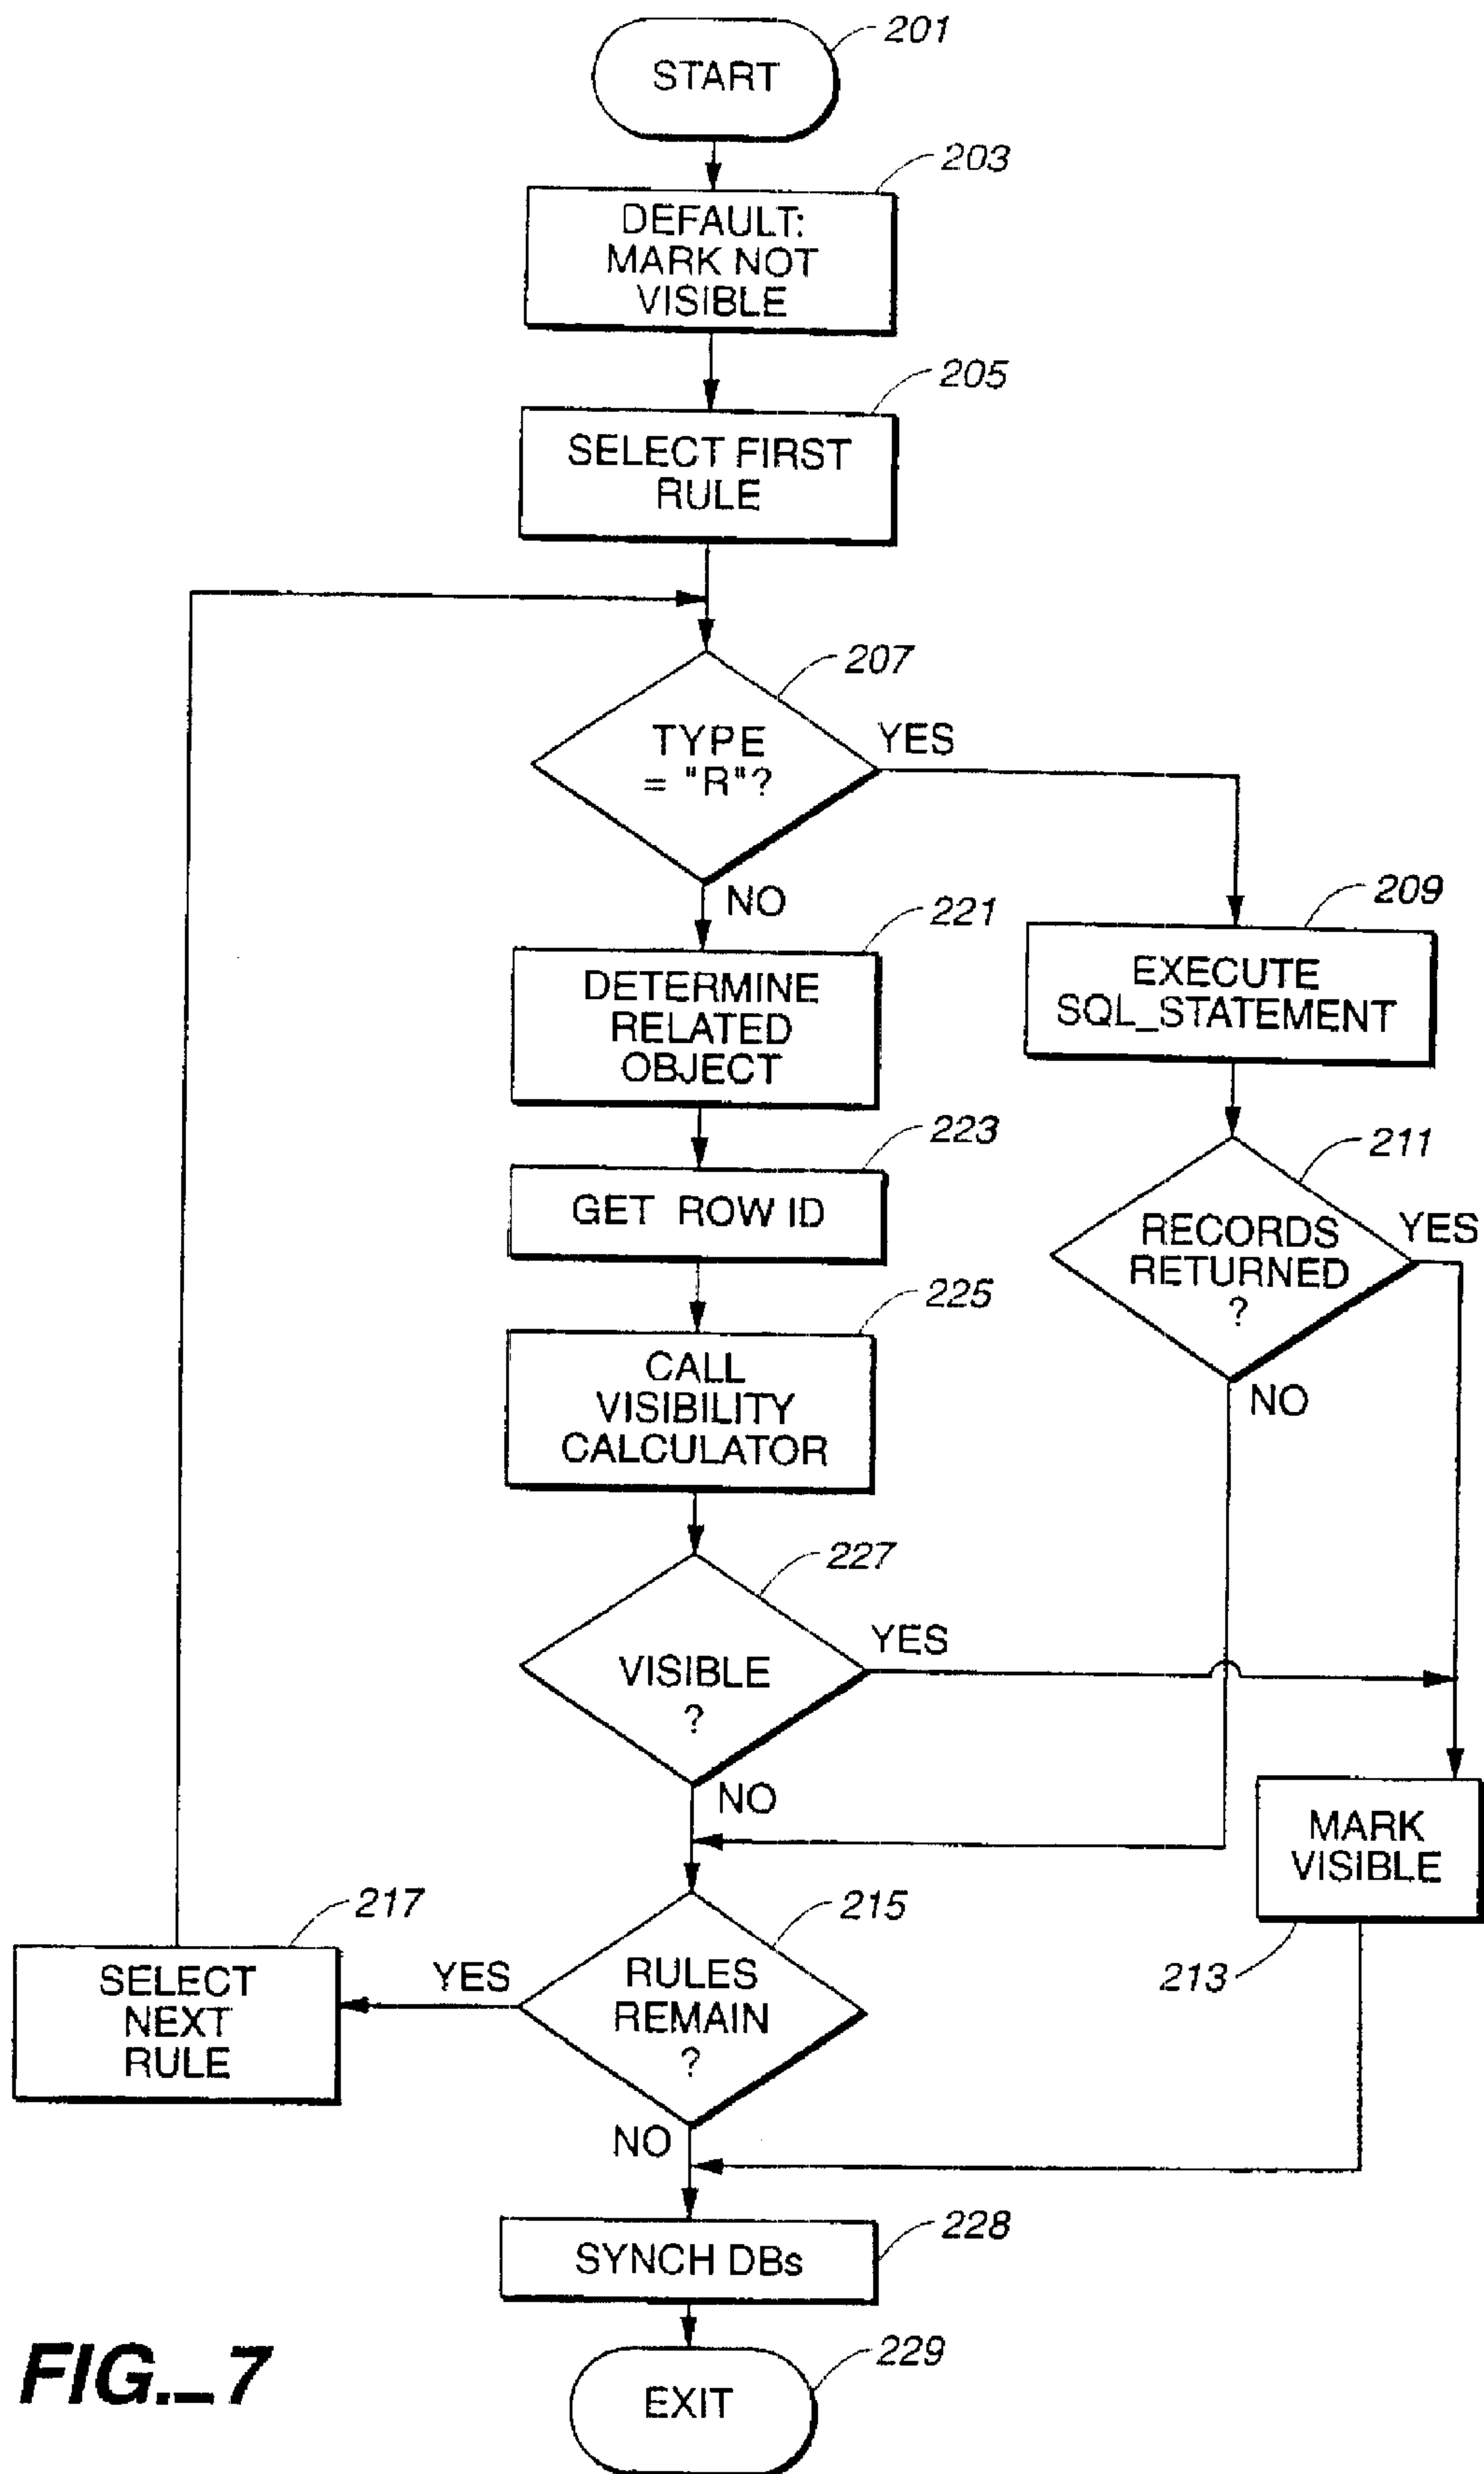 201
START
203
DEFAULT:
MARK NOT
VISIBLE
205
SELECT FIRST
RULE
207
TYPE
= "R"?
YES
NO
221
DETERMINE
RELATED
OBJECT
209
EXECUTE
SQL_STATEMENT
223
GET ROW ID
211
RECORDS
RETURNED
?
YES
NO
225
CALL
VISIBILITY
CALCULATOR
227
VISIBLE
?
YES
NO
MARK
VISIBLE
213
215
RULES
REMAIN
?
YES
NO
217
SELECT
NEXT
RULE
228
SYNCH DBs
229
EXIT
FIG._7